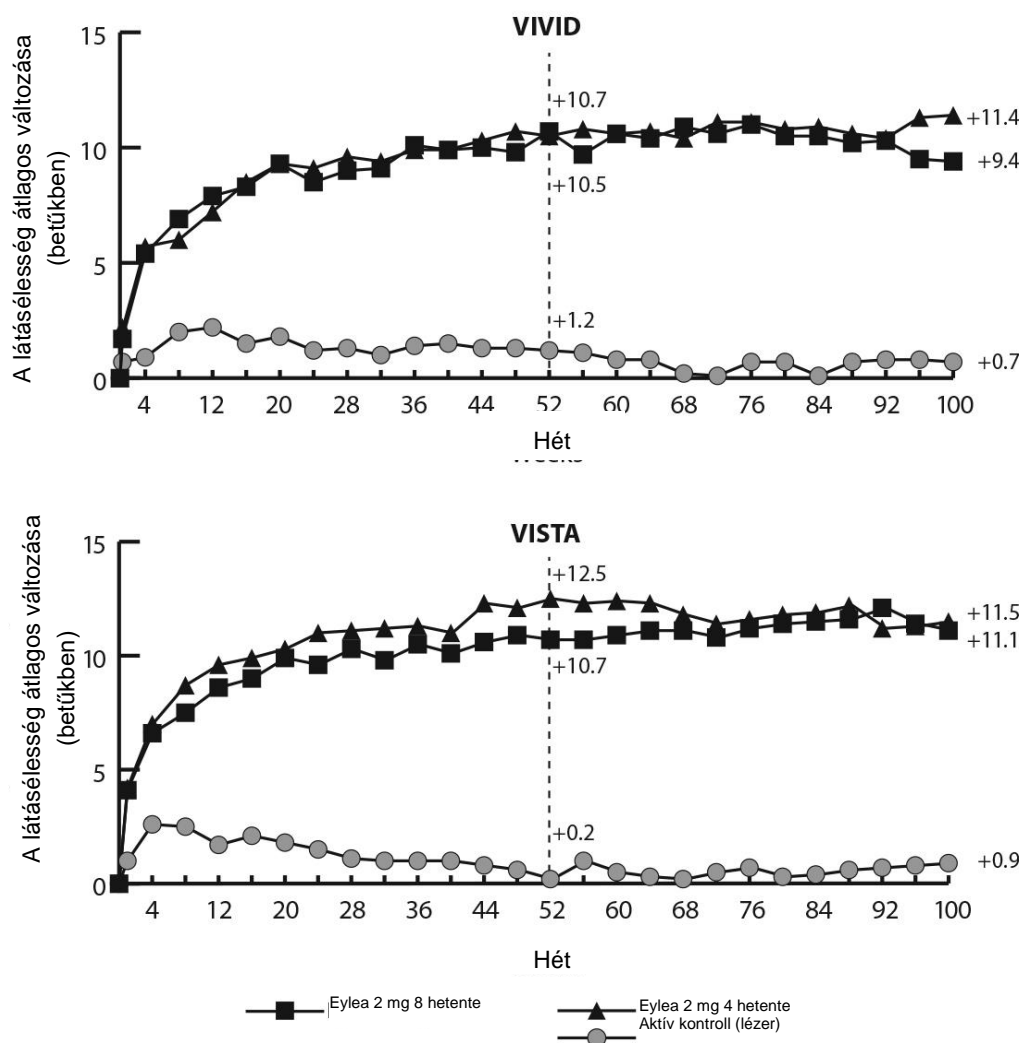 VIVID
A látásélesség átlagos változása
(betűkben)
15
10
5
0
+10.7
+10.5
+1.2
+11.4
+9.4
+0.7
4 12 20 28 36 44 52 60 68 76 84 92 100
Hét
VISTA
A látásélesség átlagos változása
(betűkben)
15
10
5
0
+12.5
+10.7
+0.2
+11.5
+11.1
+0.9
4 12 20 28 36 44 52 60 68 76 84 92 100
Hét
Eylea 2 mg 8 hetente
Eylea 2 mg 4 hetente
Aktív kontroll (lézer)